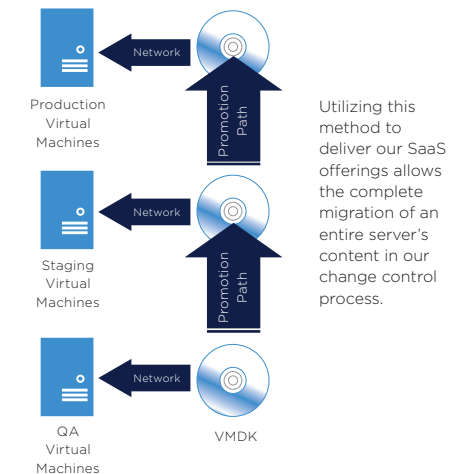 Network
Promotion
Path
Production
Virtual
Machines
Utilizing this
method to
deliver our SaaS
offerings allows
the complete
migration of an
entire server's
content in our
change control
process.
Network
Promotion
Path
Staging
Virtual
Machines
Network
QA
Virtual
Machines
VMDK